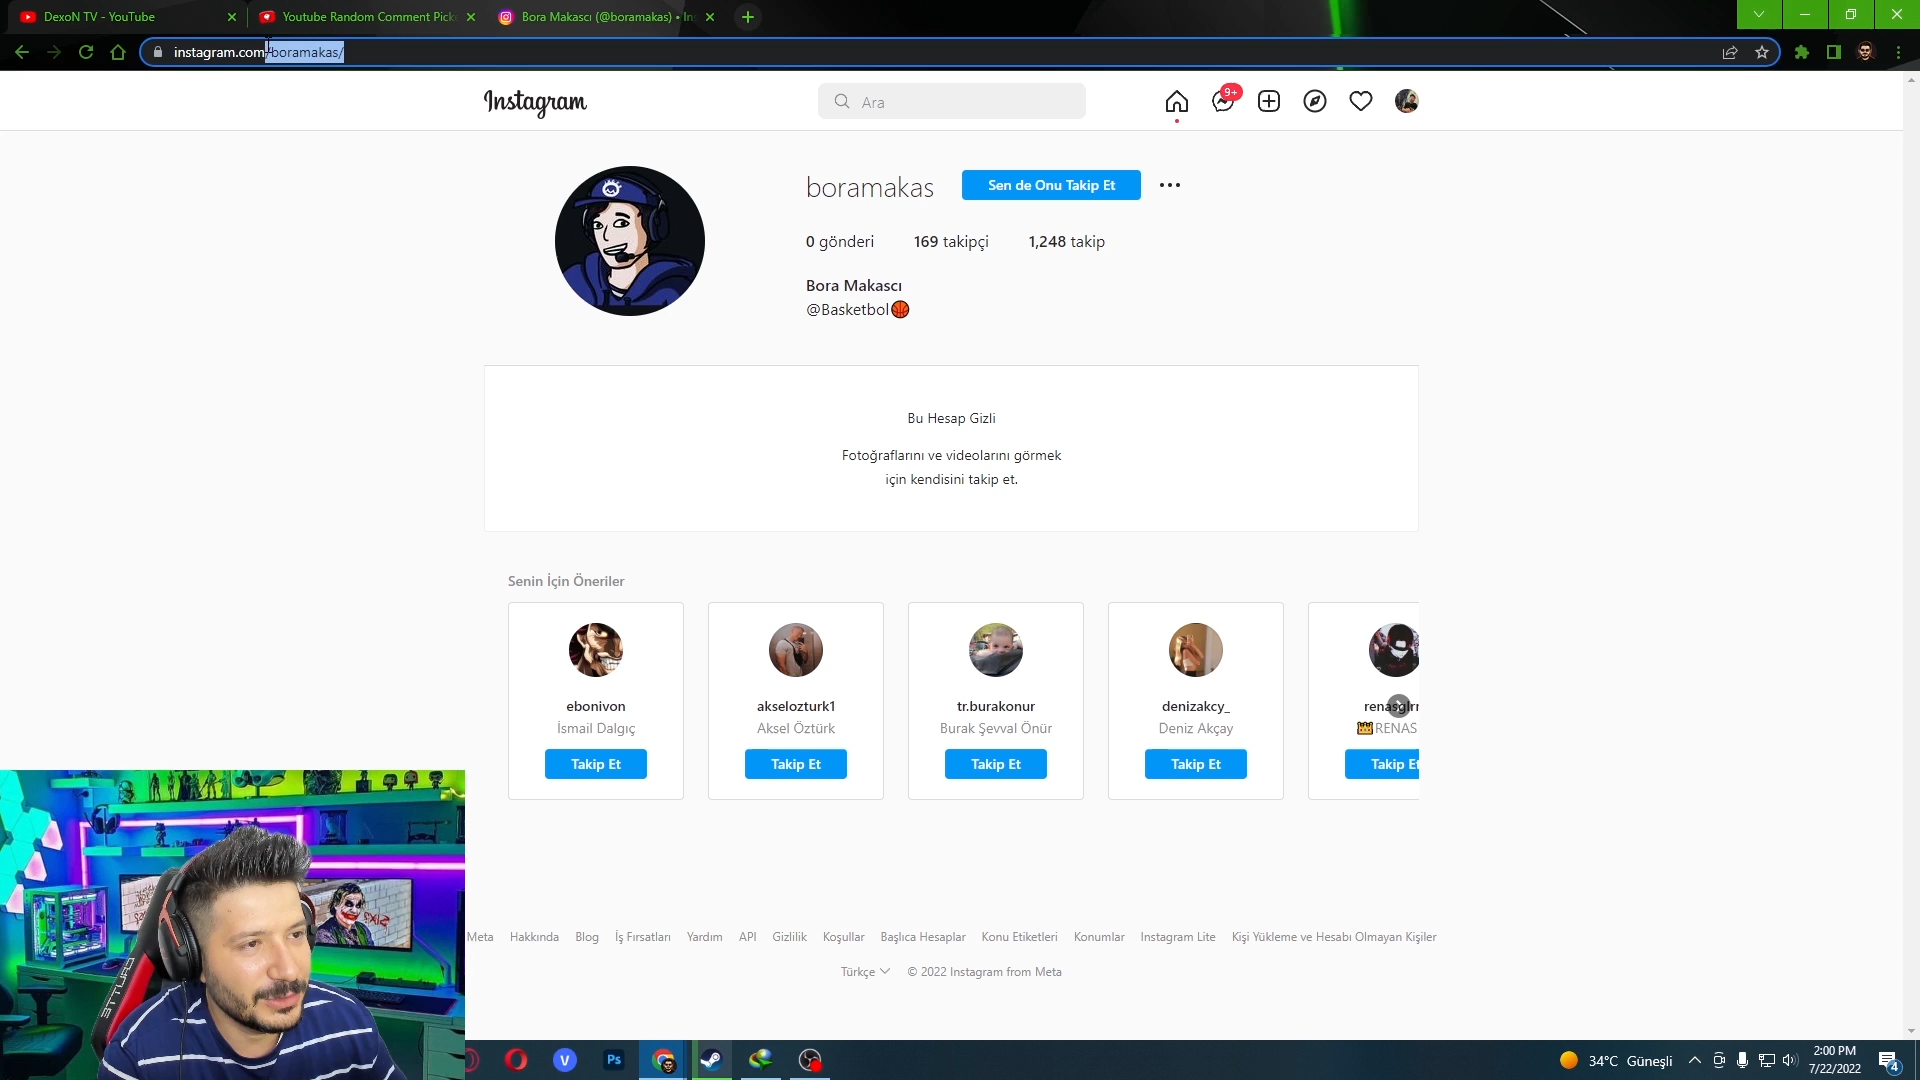 DexoN TV - YouTube
Youtube Random Comment Picke
Bora Makascı (@boramakas) • Ins
instagram.com/boramakas/
Instagram
Ara
9+
boramakas
Sen de Onu Takip Et
0 gönderi
169 takipçi
1,248 takip
Bora Makascı
@Basketbol
Bu Hesap Gizli
Fotoğraflarını ve videolarını görmek
için kendisini takip et.
Senin İçin Öneriler
ebonivon
İsmail Dalgıç
Takip Et
akselozturk1
Aksel Öztürk
Takip Et
tr.burakonur
Burak Şevval Önür
Takip Et
denizakcy_
Deniz Akçay
Takip Et
RENAS
Takip Et
Meta
Hakkında
Blog
İş Fırsatları
Yardım
API
Gizlilik
Koşullar
Başlıca Hesaplar
Konu Etiketleri
Konumlar
Instagram Lite
Kişi Yükleme ve Hesabı Olmayan Kişiler
Türkçe
© 2022 Instagram from Meta
V
Ps
34°C Güneşli
2:00 PM
7/22/2022
4